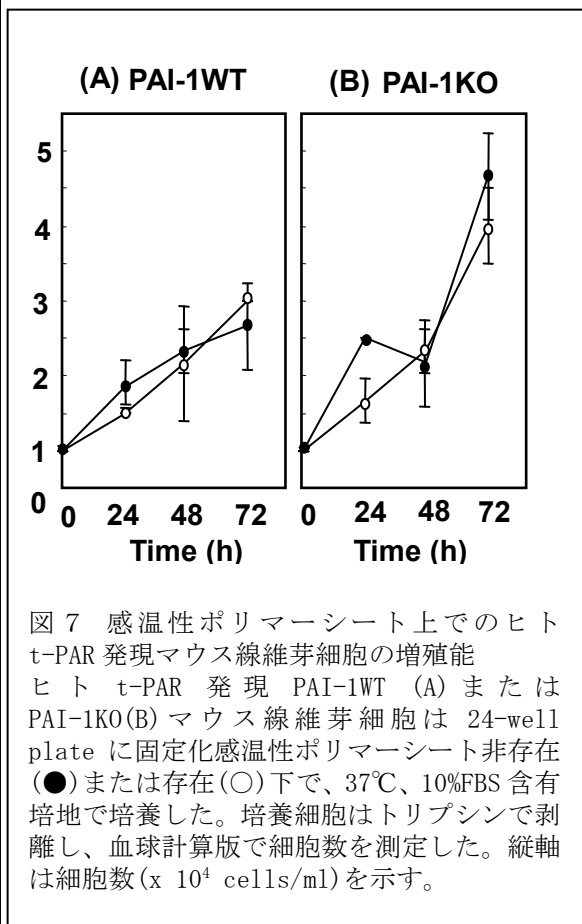 (A) PAI-1WT (B) PAI-1KO
5
4
3
2
1
0
0 24 48 72 0 24 48 72
Time (h) Time (h)
図 7 感温性ポリマーシート上でのヒト
t-PAR 発現マウス線維芽細胞の増殖能
ヒト t-PAR 発現 PAI-1WT (A) または
PAI-1KO(B)マウス線維芽細胞は 24-well
plate に固定化感温性ポリマーシート非存在
(●)または存在(○)下で、37℃、10%FBS 含有
培地で培養した。培養細胞はトリプシンで剥
離し、血球計算版で細胞数を測定した。縦軸
は細胞数(x 10⁴ cells/ml)を示す。